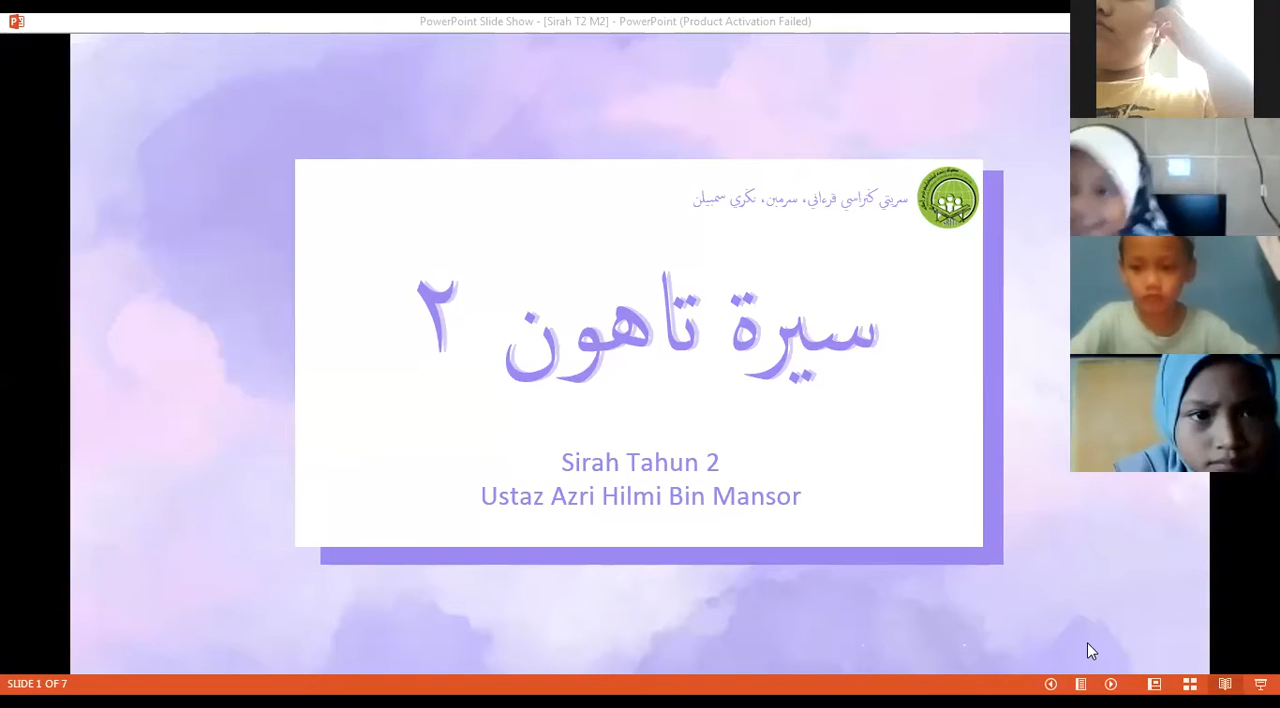 PowerPoint Slide Show - [Sirah T2 M2] - PowerPoint (Product Activation Failed)
سيرة تاهون ٢
Sirah Tahun 2
Ustaz Azri Hilmi Bin Mansor
SLIDE 1 OF 7